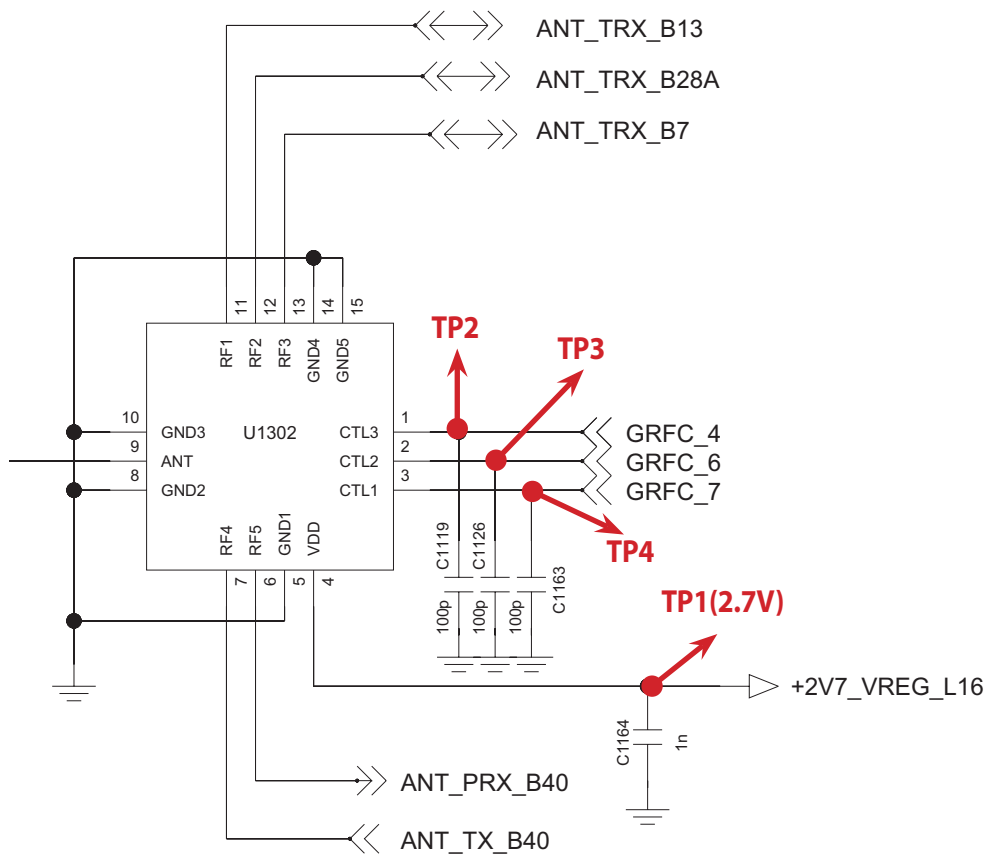 ANT_TRX_B13
ANT_TRX_B28A
ANT_TRX_B7
11 12 13 14 15
RF1 RF2 RF3 GND4 GND5
TP2
TP3
10 GND3 U1302 CTL3 1 GRFC_4
9 ANT CTL2 2 GRFC_6
8 GND2 CTL1 3 GRFC_7
TP4
RF4 RF5 GND1 VDD
7 6 5 4
C1119 C1126 C1163
100p 100p 100p
TP1(2.7V)
+2V7_VREG_L16
C1164 1n
ANT_PRX_B40
ANT_TX_B40